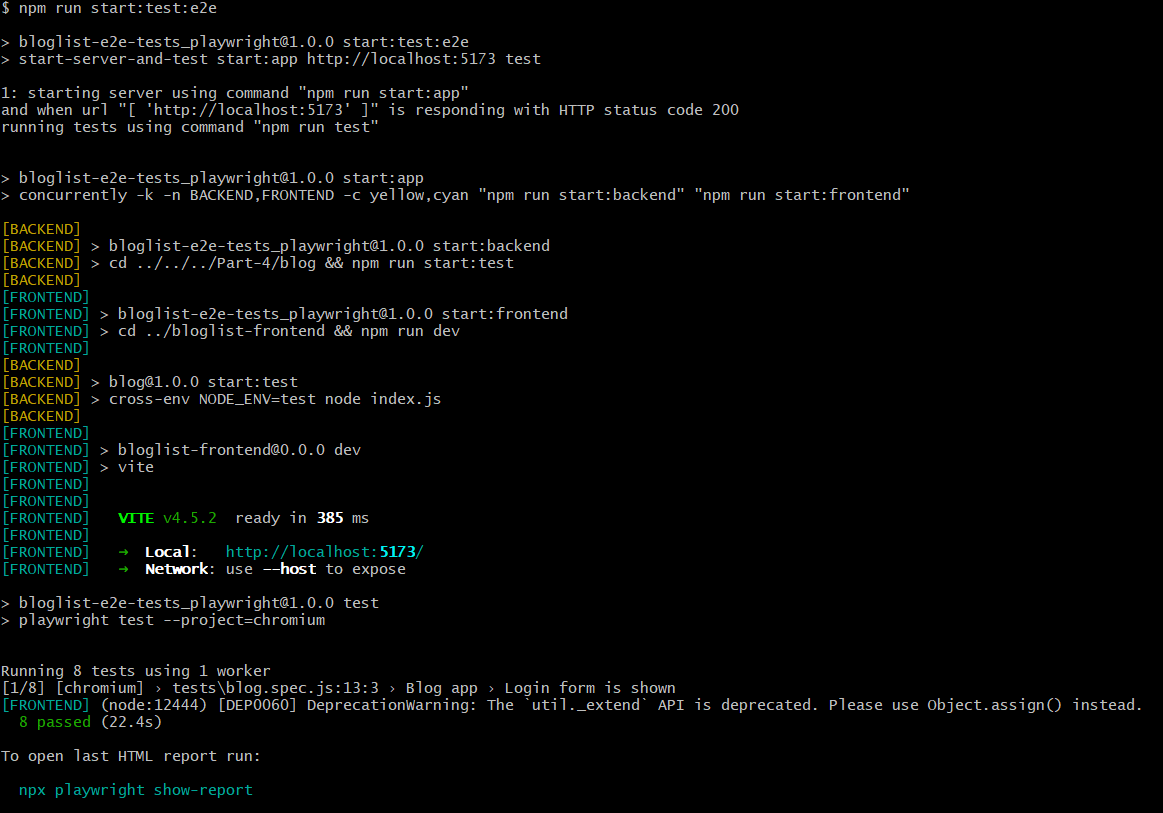 $ npm run start:test:e2e
> bloglist-e2e-tests_playwright@1.0.0 start:test:e2e
> start-server-and-test start:app http://localhost:5173 test
1: starting server using command "npm run start:app"
and when url "[ 'http://localhost:5173' ]" is responding with HTTP status code 200
running tests using command "npm run test"
> bloglist-e2e-tests_playwright@1.0.0 start:app
> concurrently -k -n BACKEND,FRONTEND -c yellow,cyan "npm run start:backend" "npm run start:frontend"
[BACKEND]
[BACKEND] > bloglist-e2e-tests_playwright@1.0.0 start:backend
[BACKEND] > cd ../../../Part-4/blog && npm run start:test
[BACKEND]
[FRONTEND]
[FRONTEND] > bloglist-e2e-tests_playwright@1.0.0 start:frontend
[FRONTEND] > cd ../bloglist-frontend && npm run dev
[FRONTEND]
[BACKEND]
[BACKEND] > blog@1.0.0 start:test
[BACKEND] > cross-env NODE_ENV=test node index.js
[BACKEND]
[FRONTEND]
[FRONTEND] > bloglist-frontend@0.0.0 dev
[FRONTEND] > vite
[FRONTEND]
[FRONTEND]
[FRONTEND]   VITE v4.5.2  ready in 385 ms
[FRONTEND]
[FRONTEND]   ➜  Local:   http://localhost:5173/
[FRONTEND]   ➜  Network: use --host to expose
> bloglist-e2e-tests_playwright@1.0.0 test
> playwright test --project=chromium
Running 8 tests using 1 worker
[1/8] [chromium] › tests\blog.spec.js:13:3 › Blog app › Login form is shown
[FRONTEND] (node:12444) [DEP0060] DeprecationWarning: The `util._extend` API is deprecated. Please use Object.assign() instead.
  8 passed (22.4s)
To open last HTML report run:
  npx playwright show-report